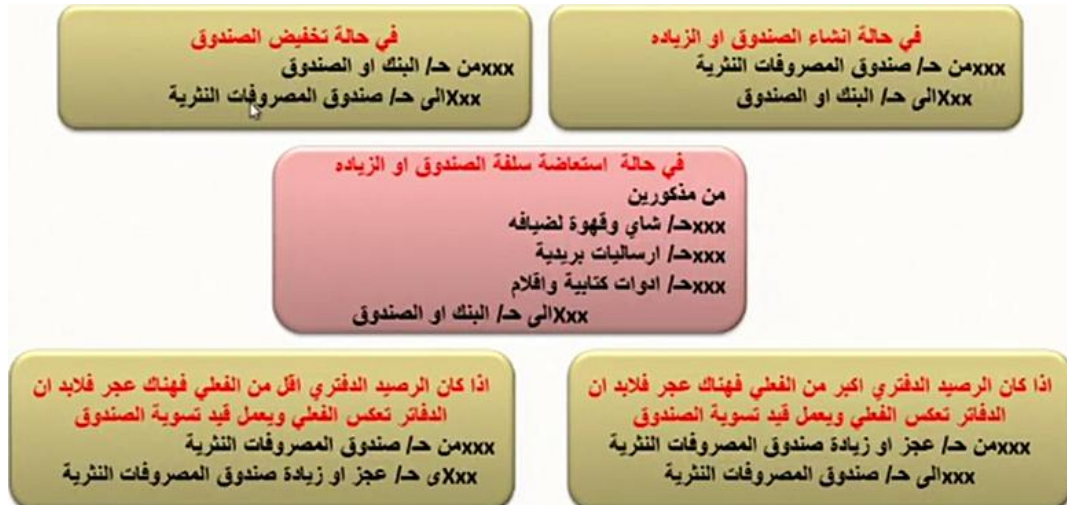 في حالة انشاء الصندوق او الزياده
xxxمن حـ/ صندوق المصروفات النثرية
Xxxالى حـ/ البنك او الصندوق
في حالة تخفيض الصندوق
xxxمن حـ/ البنك او الصندوق
Xxxالى حـ/ صندوق المصروفات النثرية
في حالة استعاضة سلفة الصندوق او الزياده
من مذكورين
xxxحـ/ شاي وقهوة لضيافه
xxxحـ/ ارساليات بريدية
xxxحـ/ ادوات كتابية واقلام
Xxxالى حـ/ البنك او الصندوق
اذا كان الرصيد الدفتري اكبر من الفعلي فهناك عجر فلابد ان
الدفاتر تعكس الفعلي ويعمل قيد تسوية الصندوق
xxxمن حـ/ عجز او زيادة صندوق المصروفات النثرية
xxxالى حـ/ صندوق المصروفات النثرية
اذا كان الرصيد الدفتري اقل من الفعلي فهناك عجر فلابد ان
الدفاتر تعكس الفعلي ويعمل قيد تسوية الصندوق
xxxمن حـ/ صندوق المصروفات النثرية
Xxxى حـ/ عجز او زيادة صندوق المصروفات النثرية